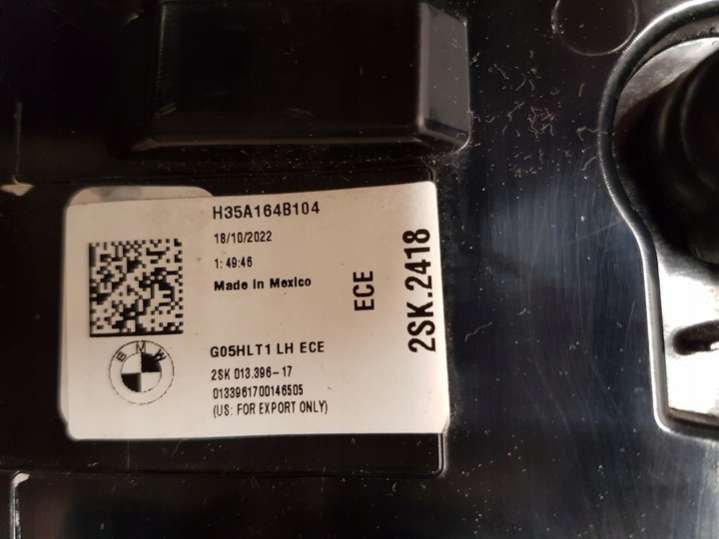 H35A164B104
18/10/2022
1: 49:46
Made In Mexico
BMW
G05HLT1 LH ECE
2SK 013.396-17
0133961700146505
(US: FOR EXPORT ONLY)
ECE
2SK.2418